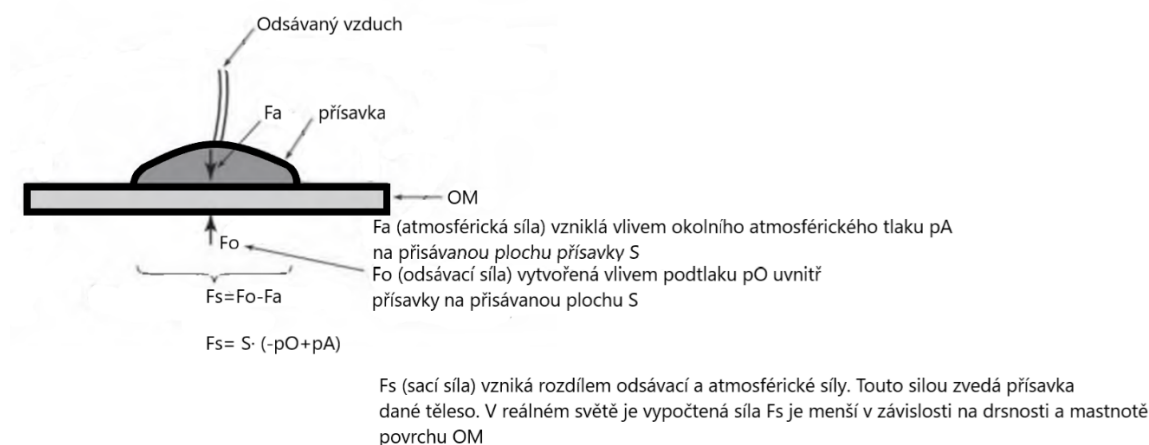 Odsávaný vzduch
Fa
přísavka
OM
Fa (atmosférická síla) vzniklá vlivem okolního atmosférického tlaku pA
na přisávanou plochu přísavky S
Fo
Fo (odsávací síla) vytvořená vlivem podtlaku pO uvnitř
přísavky na přisávanou plochu S
Fs=Fo-Fa
Fs= S· (-pO+pA)
Fs (sací síla) vzniká rozdílem odsávací a atmosférické síly. Touto silou zvedá přísavka
dané těleso. V reálném světě je vypočtená síla Fs je menší v závislosti na drsnosti a mastnotě
povrchu OM